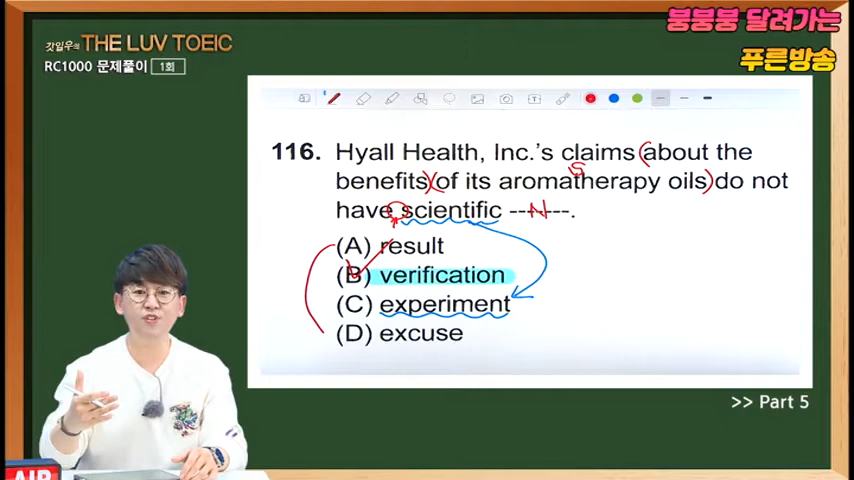 붕붕붕 달려가는
푸른방송
갓일우의 THE LUV TOEIC
RC1000 문제풀이 1회
116. Hyall Health, Inc.'s claims (about the
benefits)(of its aromatherapy oils) do not
S
have scientific -------.
N
(A) result
(B) verification
(C) experiment
(D) excuse
>> Part 5
AIR